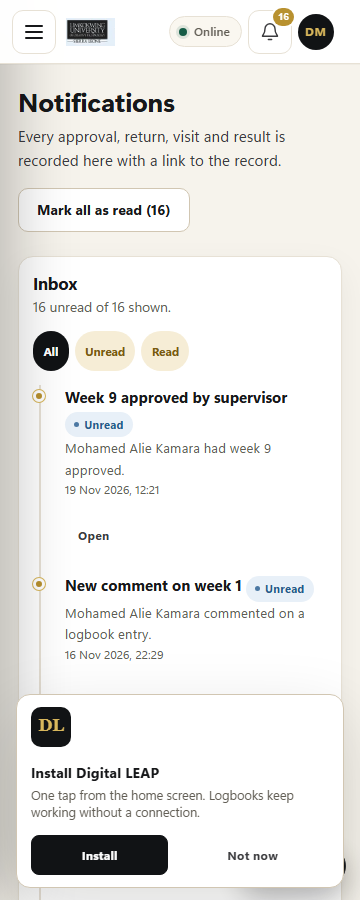 LIMKOKWING
UNIVERSITY
SIERRA LEONE
Online
16
DM
Notifications
Every approval, return, visit and result is
recorded here with a link to the record.
Mark all as read (16)
Inbox
16 unread of 16 shown.
All
Unread
Read
Week 9 approved by supervisor
Unread
Mohamed Alie Kamara had week 9
approved.
19 Nov 2026, 12:21
Open
New comment on week 1
Unread
Mohamed Alie Kamara commented on a
logbook entry.
16 Nov 2026, 22:29
DL
Install Digital LEAP
One tap from the home screen. Logbooks keep
working without a connection.
Install
Not now